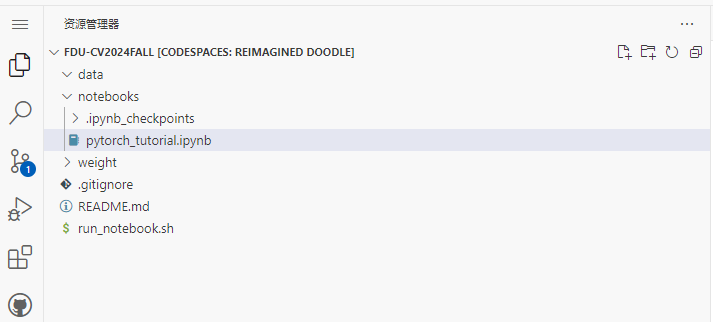 资源管理器
FDU-CV2024FALL [CODESPACES: REIMAGINED DOODLE]
data
notebooks
.ipynb_checkpoints
pytorch_tutorial.ipynb
weight
1
.gitignore
README.md
$ run_notebook.sh